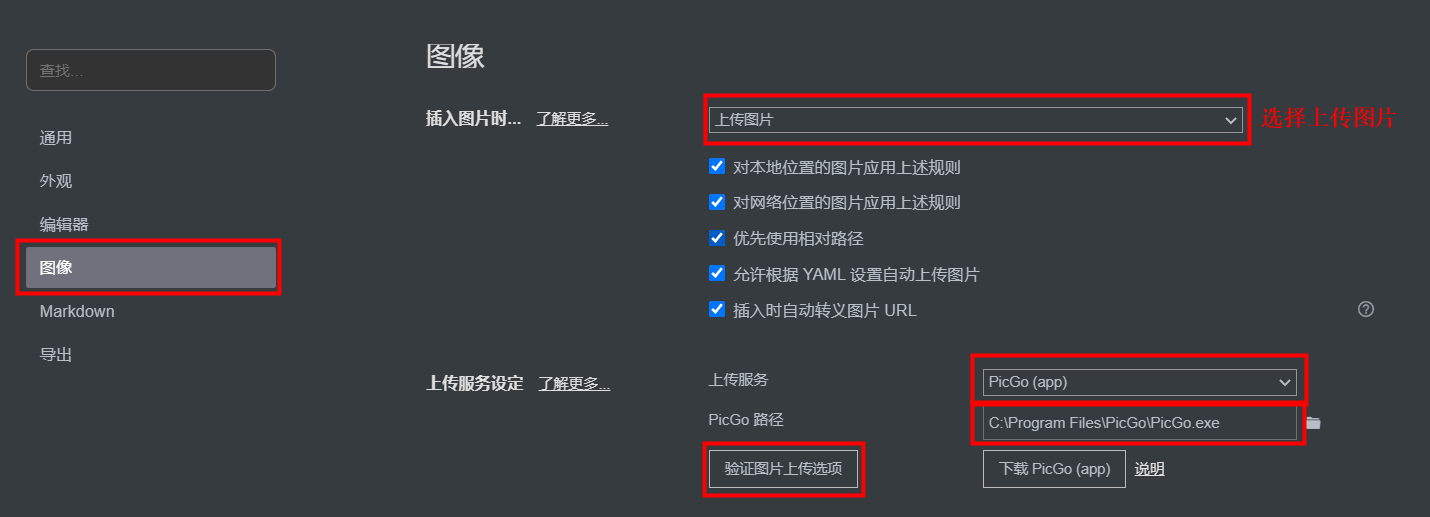 图像
查找...
插入图片时... 了解更多...
上传图片
选择上传图片
通用
外观
编辑器
图像
Markdown
导出
对本地位置的图片应用上述规则
对网络位置的图片应用上述规则
优先使用相对路径
允许根据 YAML 设置自动上传图片
插入时自动转义图片 URL
上传服务设定 了解更多...
上传服务
PicGo (app)
PicGo 路径
C:\Program Files\PicGo\PicGo.exe
验证图片上传选项
下载 PicGo (app) 说明